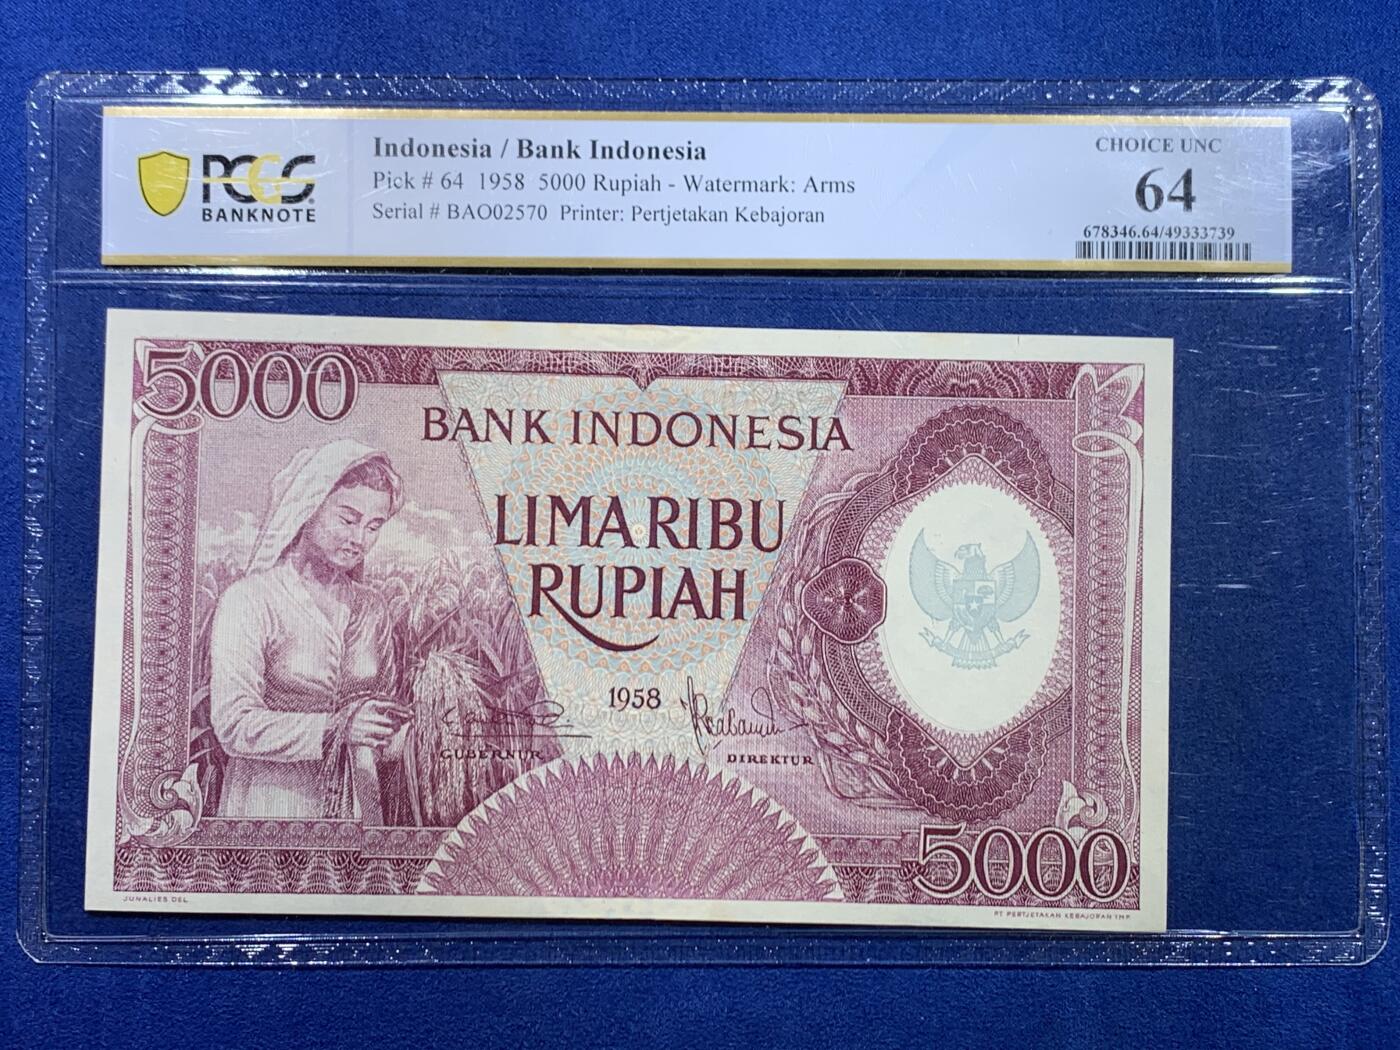 PCGS
BANKNOTE
Indonesia / Bank Indonesia
Pick # 64 1958 5000 Rupiah - Watermark: Arms
Serial # BAO02570 Printer: Pertjetakan Kebajoran
CHOICE UNC
64
678346.64/49333739
5000
BANK INDONESIA
LIMA RIBU
RUPIAH
1958
GUBERNUR
DIREKTUR
5000
JUNALIES DEL.
PT PERTJETAKAN KEBAJORAN IMP.